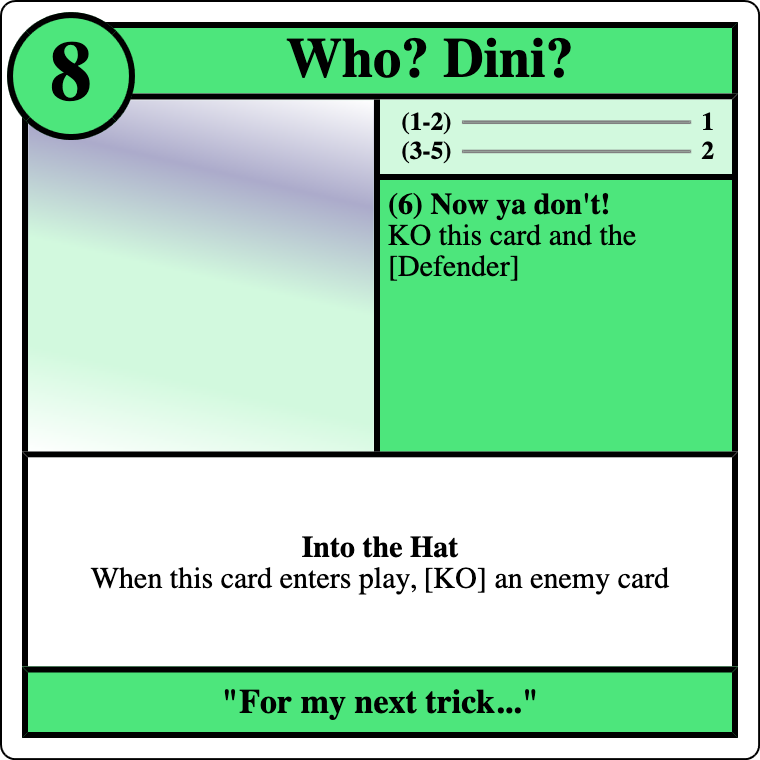 8
Who? Dini?
(1-2) 1
(3-5) 2
(6) Now ya don't!
KO this card and the
[Defender]
Into the Hat
When this card enters play, [KO] an enemy card
"For my next trick..."